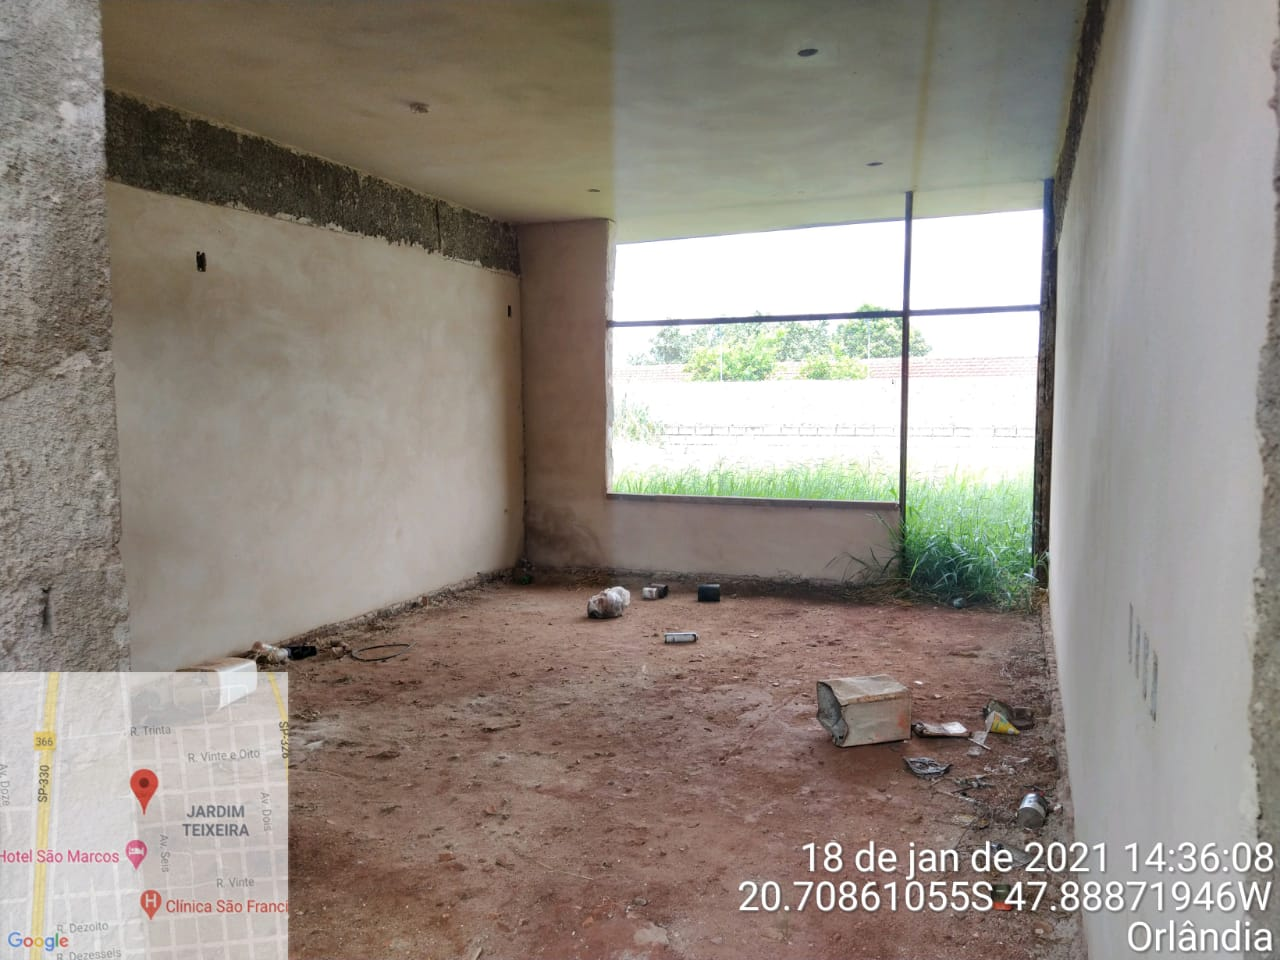 R. Trinta
366
SP-330
R. Vinte e Oito
Av. Doze
JARDIM
TEIXEIRA
Av. Dois
Hotel São Marcos
Av. Seis
R. Vinte
Clínica São Franci
R. Dezoito
R. Dezesseis
Google
18 de jan de 2021 14:36:08
20.70861055S 47.88871946W
Orlândia